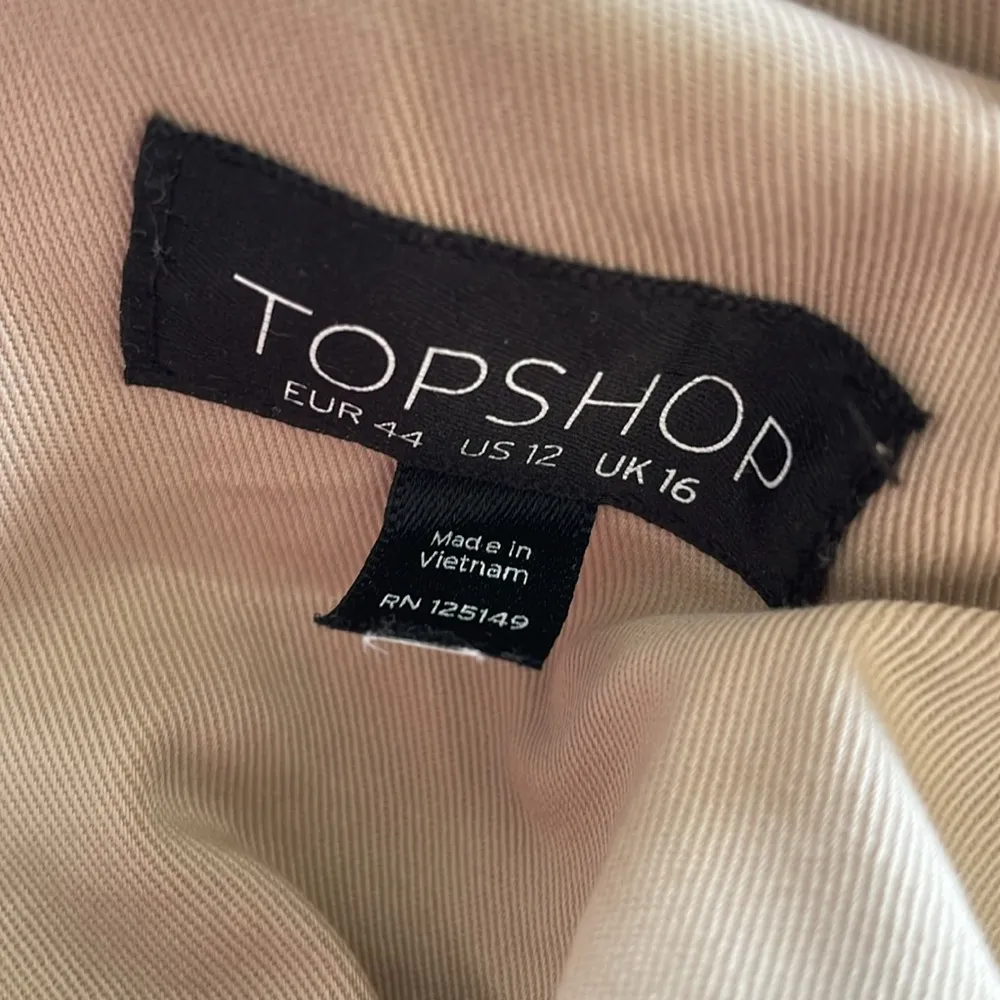 TOPSHOP
EUR 44 US 12 UK 16
Made in
Vietnam
RN 125149